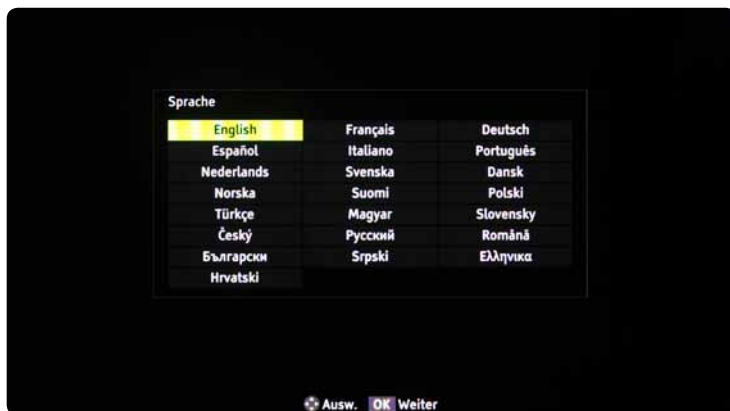 Sprache
English Français Deutsch
Español Italiano Português
Nederlands Svenska Dansk
Norska Suomi Polski
Türkçe Magyar Slovensky
Český Русский Română
Български Srpski Ελληνικα
Hrvatski
Ausw. OK Weiter